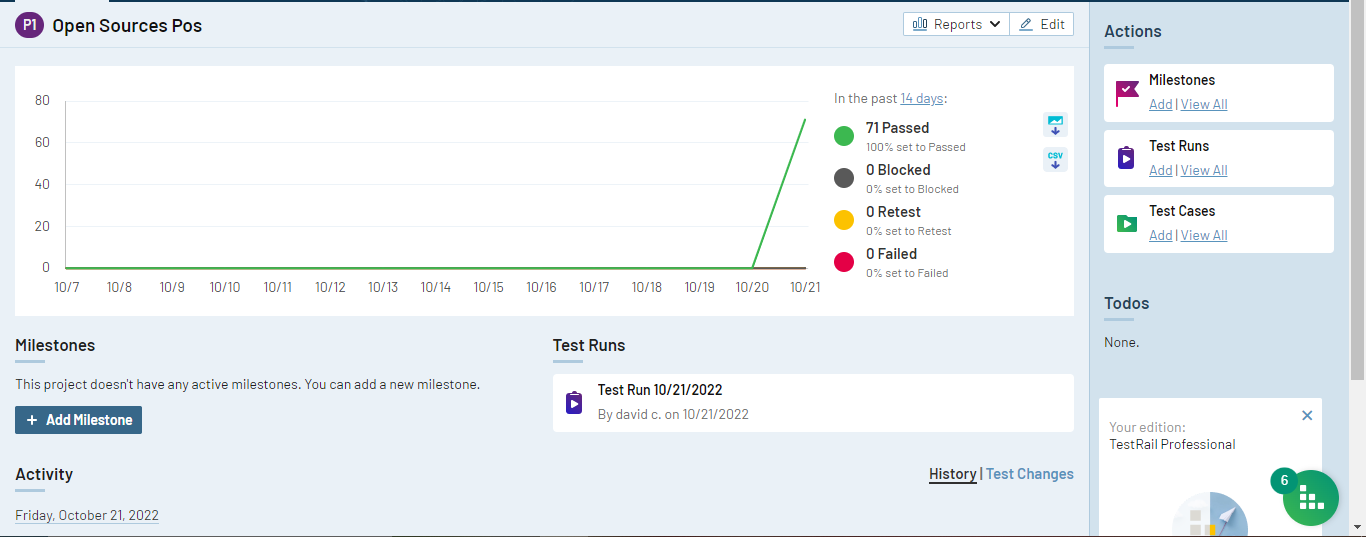 P1 Open Sources Pos
Reports Edit
80
60
40
20
0
10/7 10/8 10/9 10/10 10/11 10/12 10/13 10/14 10/15 10/16 10/17 10/18 10/19 10/20 10/21
In the past 14 days:
71 Passed
100% set to Passed
0 Blocked
0% set to Blocked
0 Retest
0% set to Retest
0 Failed
0% set to Failed
CSV
Milestones
This project doesn't have any active milestones. You can add a new milestone.
+ Add Milestone
Test Runs
Test Run 10/21/2022
By david c. on 10/21/2022
Activity
History | Test Changes
Friday, October 21, 2022
Actions
Milestones
Add | View All
Test Runs
Add | View All
Test Cases
Add | View All
Todos
None.
Your edition:
TestRail Professional
6